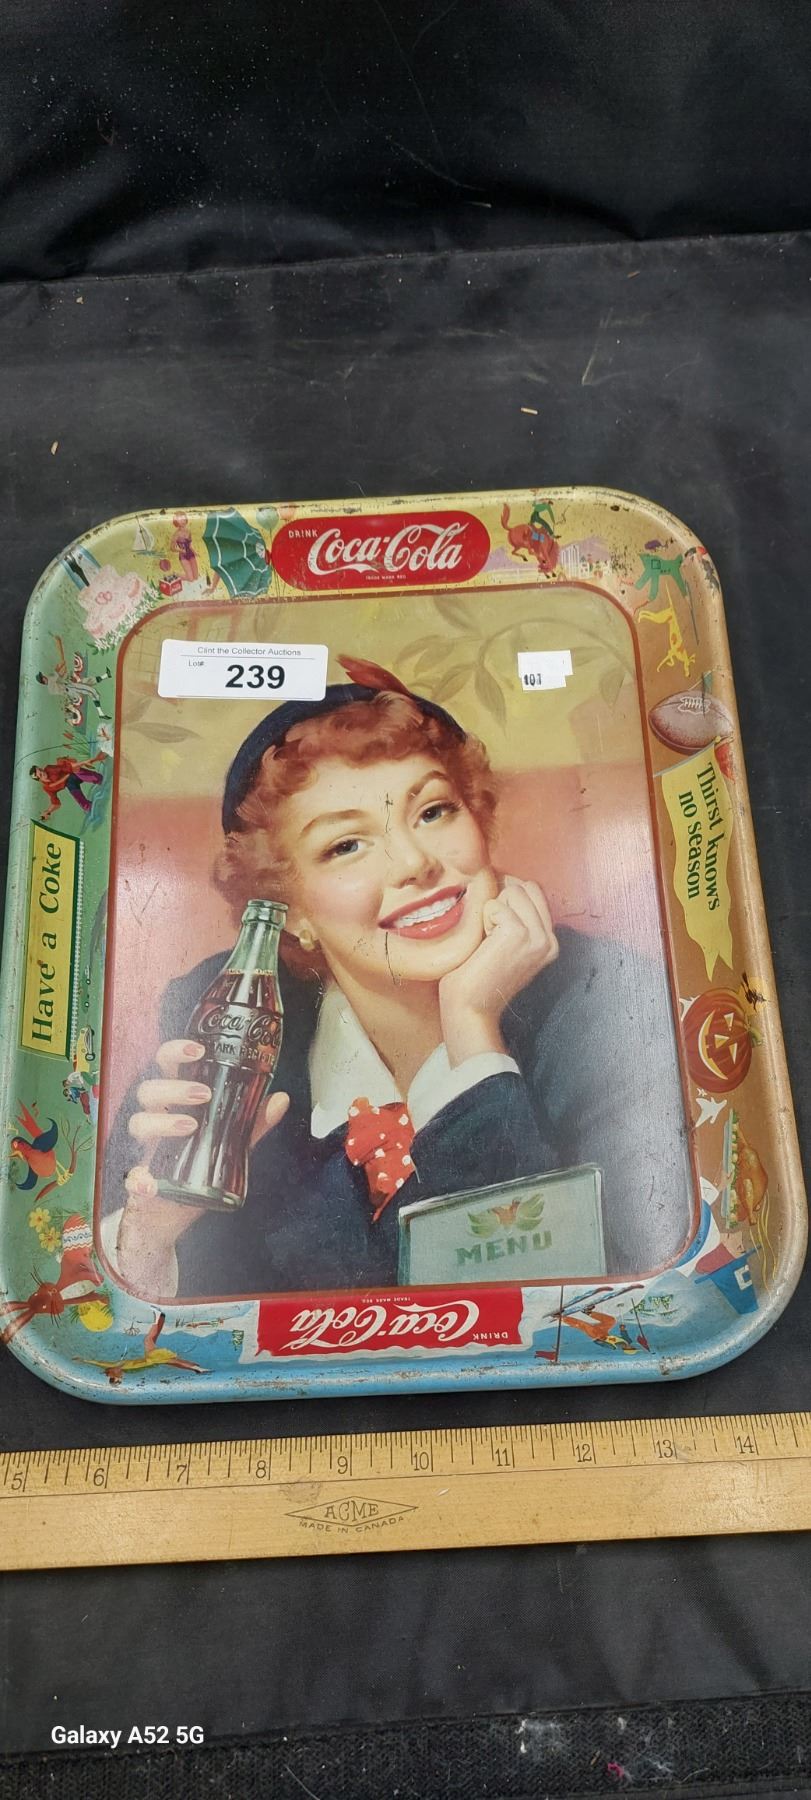 DRINK
Coca-Cola
TRADE MARK REG.
Clint the Collector Auctions
Lot#
239
101
Thirst knows
no season
Have a Coke
Coca-Cola
MENU
DRINK
Coca-Cola
TRADE MARK REG.
5 6 7 8 9 10 11 12 13 14
ACME
MADE IN CANADA
Galaxy A52 5G